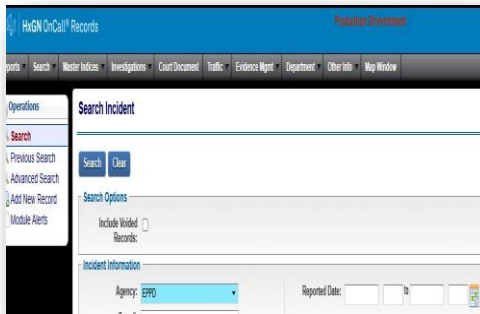 HxGN OnCall® Records
Production Environment
ports Search Master Indices Investigations Court Document Traffic Evidence Mgmt Department Other Info Map Window
Operations
Search
Previous Search
Advanced Search
Add New Record
Module Alerts
Search Incident
Search Clear
Search Options
Include Voided
Records:
Incident Information
Agency: EPPD
Reported Date: to